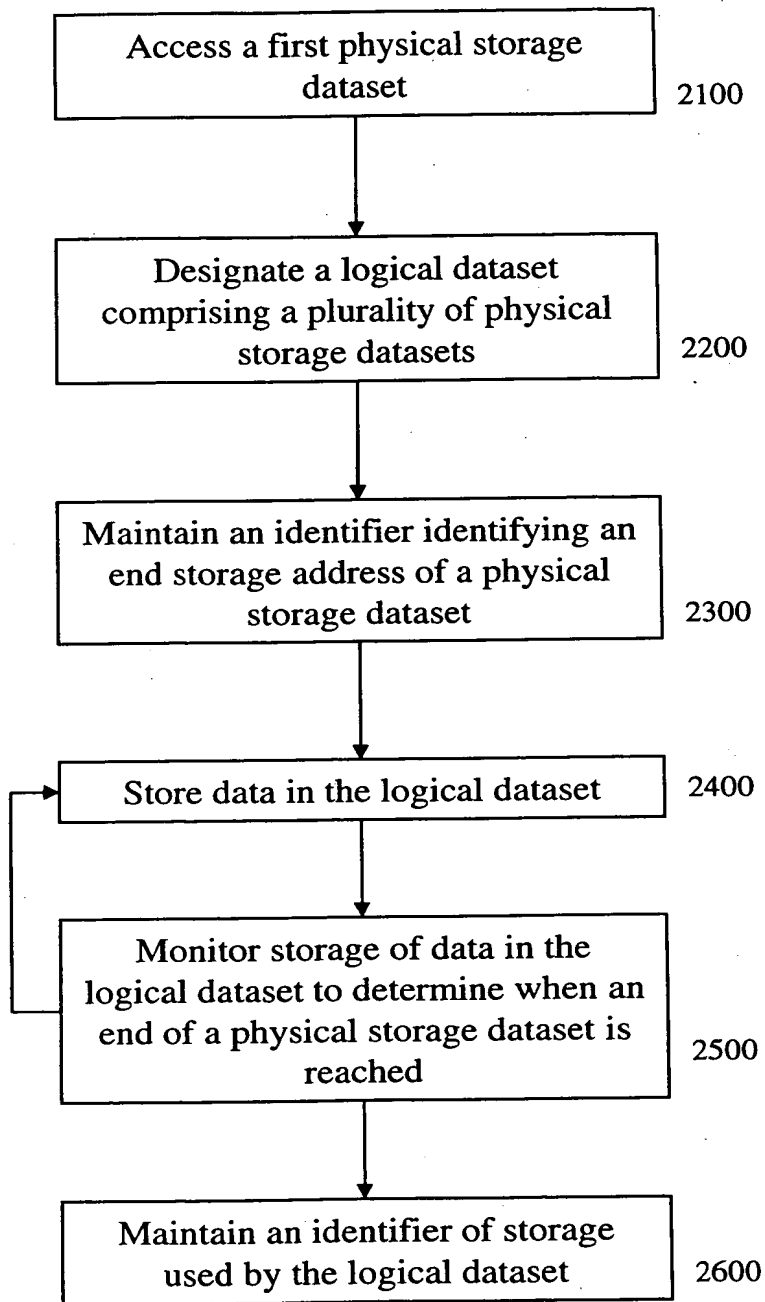 Access a first physical storage
dataset
2100
Designate a logical dataset
comprising a plurality of physical
storage datasets
2200
Maintain an identifier identifying an
end storage address of a physical
storage dataset
2300
Store data in the logical dataset
2400
Monitor storage of data in the
logical dataset to determine when an
end of a physical storage dataset is
reached
2500
Maintain an identifier of storage
used by the logical dataset
2600